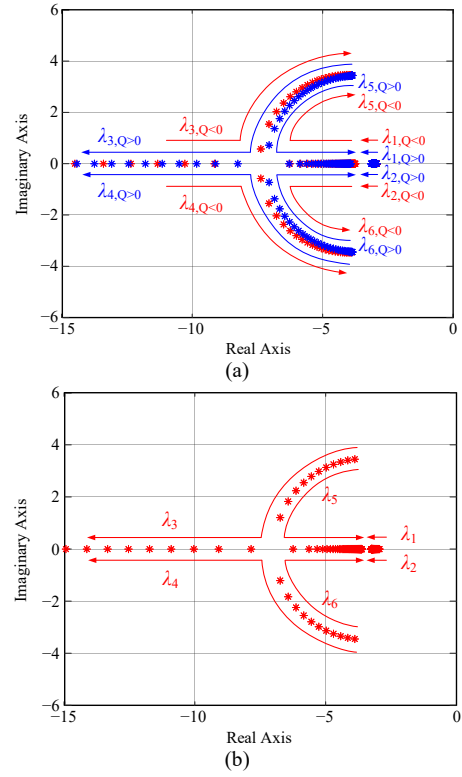 6
4
λ5,Q>0
λ5,Q<0
2
λ3,Q<0
λ1,Q<0
λ3,Q>0
λ1,Q>0
0
λ4,Q>0
λ2,Q>0
λ4,Q<0
λ2,Q<0
-2
λ6,Q<0
λ6,Q>0
-4
-6
Imaginary Axis
-15 -10 -5 0
Real Axis
(a)
6
4
2
λ5
λ3
λ1
0
λ4
λ2
-2
λ6
-4
-6
Imaginary Axis
-15 -10 -5 0
Real Axis
(b)